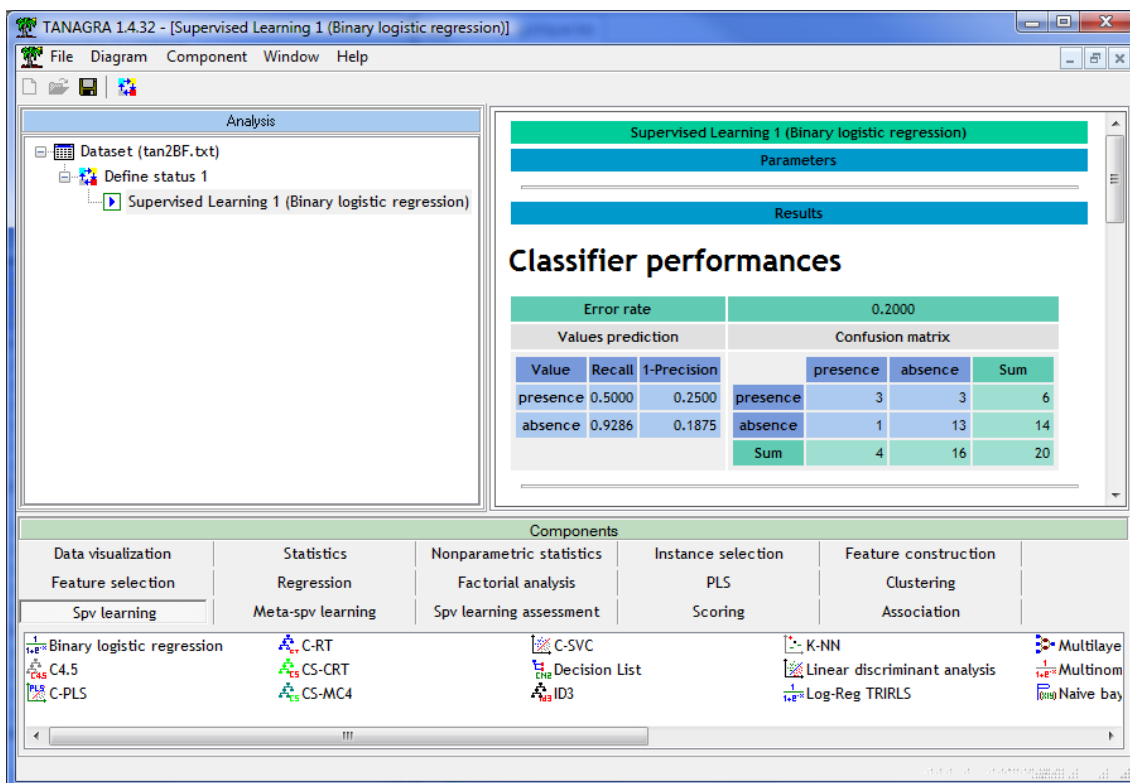 TANAGRA 1.4.32 - [Supervised Learning 1 (Binary logistic regression)]
File Diagram Component Window Help
Analysis
Dataset (tan2BF.txt)
Define status 1
Supervised Learning 1 (Binary logistic regression)
Supervised Learning 1 (Binary logistic regression)
Parameters
Results
Classifier performances
Error rate 0.2000
Values prediction Confusion matrix
Value Recall 1-Precision presence absence Sum
presence 0.5000 0.2500 presence 3 3 6
absence 0.9286 0.1875 absence 1 13 14
Sum 4 16 20
Components
Data visualization Statistics Nonparametric statistics Instance selection Feature construction
Feature selection Regression Factorial analysis PLS Clustering
Spv learning Meta-spv learning Spv learning assessment Scoring Association
Binary logistic regression C-RT C-SVC K-NN Multilaye
C4.5 CS-CRT Decision List Linear discriminant analysis Multinom
C-PLS CS-MC4 ID3 Log-Reg TRIRLS Naive bay